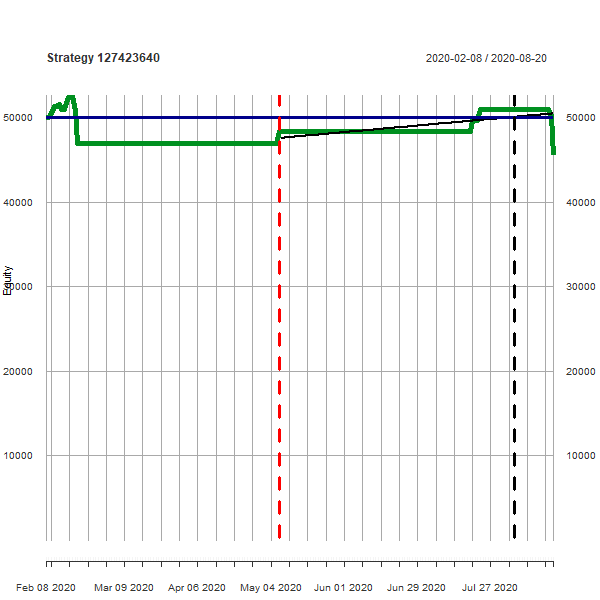 Strategy 127423640
2020-02-08 / 2020-08-20
50000
50000
40000
40000
Equity
30000
30000
20000
20000
10000
10000
Feb 08 2020
Mar 09 2020
Apr 06 2020
May 04 2020
Jun 01 2020
Jun 29 2020
Jul 27 2020